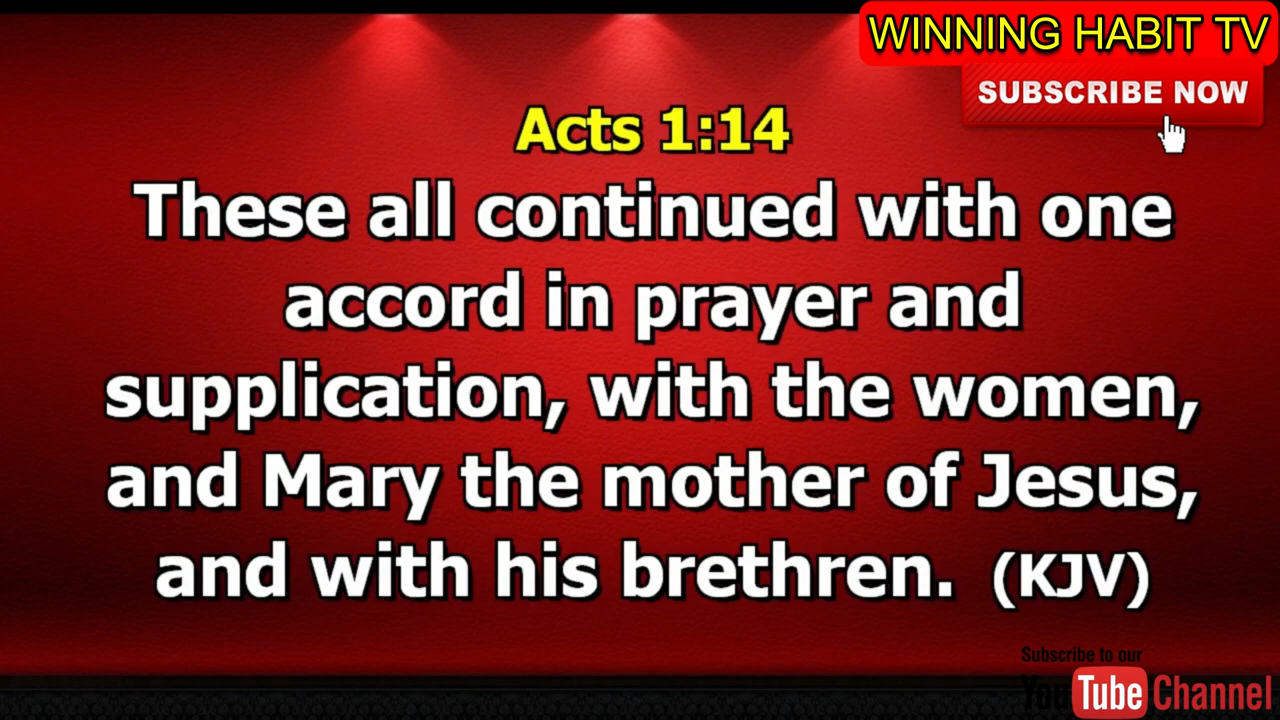 WINNING HABIT TV
SUBSCRIBE NOW
Acts 1:14
These all continued with one
accord in prayer and
supplication, with the women,
and Mary the mother of Jesus,
and with his brethren. (KJV)
Subscribe to our
YouTube Channel